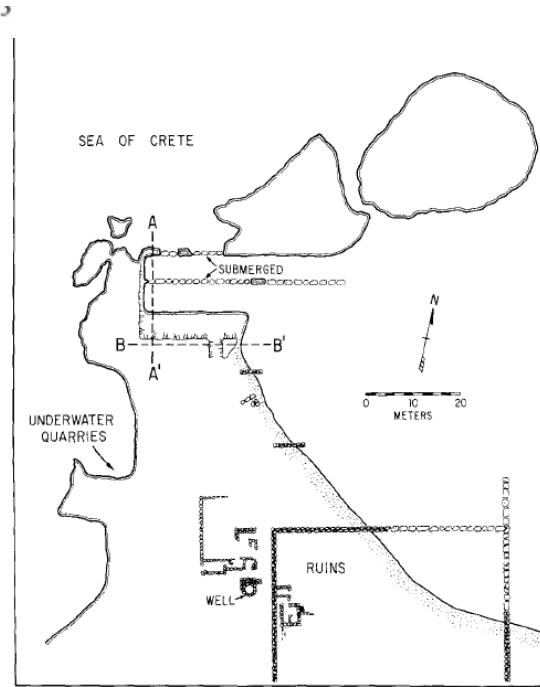 SEA OF CRETE
A
SUBMERGED
N
B
B'
A'
0 10 20
METERS
UNDERWATER
QUARRIES
RUINS
WELL